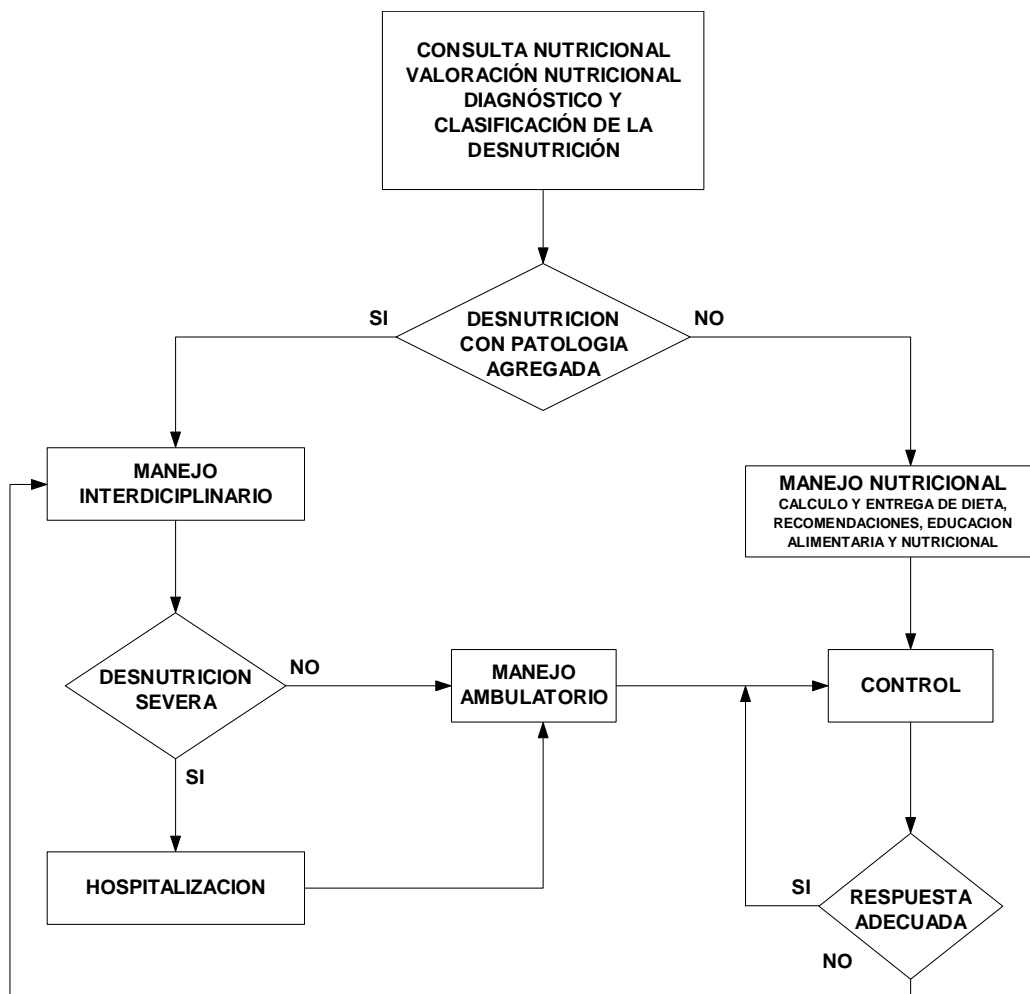 CONSULTA NUTRICIONAL
VALORACIÓN NUTRICIONAL
DIAGNÓSTICO Y
CLASIFICACIÓN DE LA
DESNUTRICIÓN
SI
DESNUTRICION
CON PATOLOGIA
AGREGADA
NO
MANEJO
INTERDICIPLINARIO
MANEJO NUTRICIONAL
CALCULO Y ENTREGA DE DIETA,
RECOMENDACIONES, EDUCACION
ALIMENTARIA Y NUTRICIONAL
DESNUTRICION
SEVERA
NO
MANEJO
AMBULATORIO
CONTROL
SI
HOSPITALIZACION
SI
RESPUESTA
ADECUADA
NO